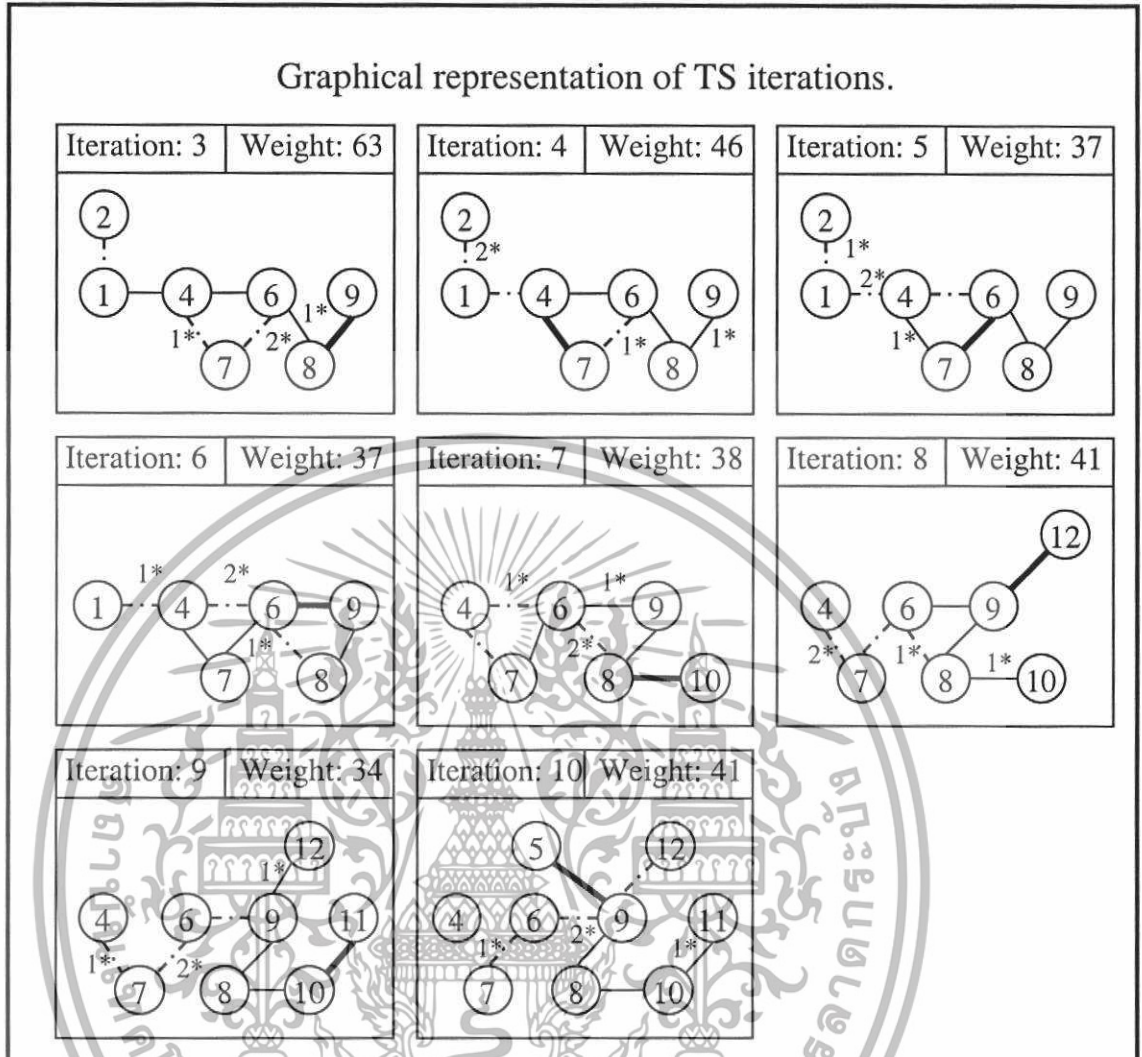 Graphical representation of TS iterations.
Iteration: 3 Weight: 63 Iteration: 4 Weight: 46 Iteration: 5 Weight: 37
2 2 2
2* 1*
1 4 6 9 1 4 6 9 1 2* 4 6 9
1* 2* 1* 1* 1* 1*
7 8 7 8 7 8
Iteration: 6 Weight: 37 Iteration: 7 Weight: 38 Iteration: 8 Weight: 41
12
1* 2* 1* 1*
1 4 6 9 4 6 9 4 6 9
1* 2* 2* 1* 1*
7 8 7 8 10 7 8 10
Iteration: 9 Weight: 34 Iteration: 10 Weight: 41
12 5 12
1*
4 6 9 11 4 6 9 11
1* 2* 1* 2* 1*
7 8 10 7 8 10